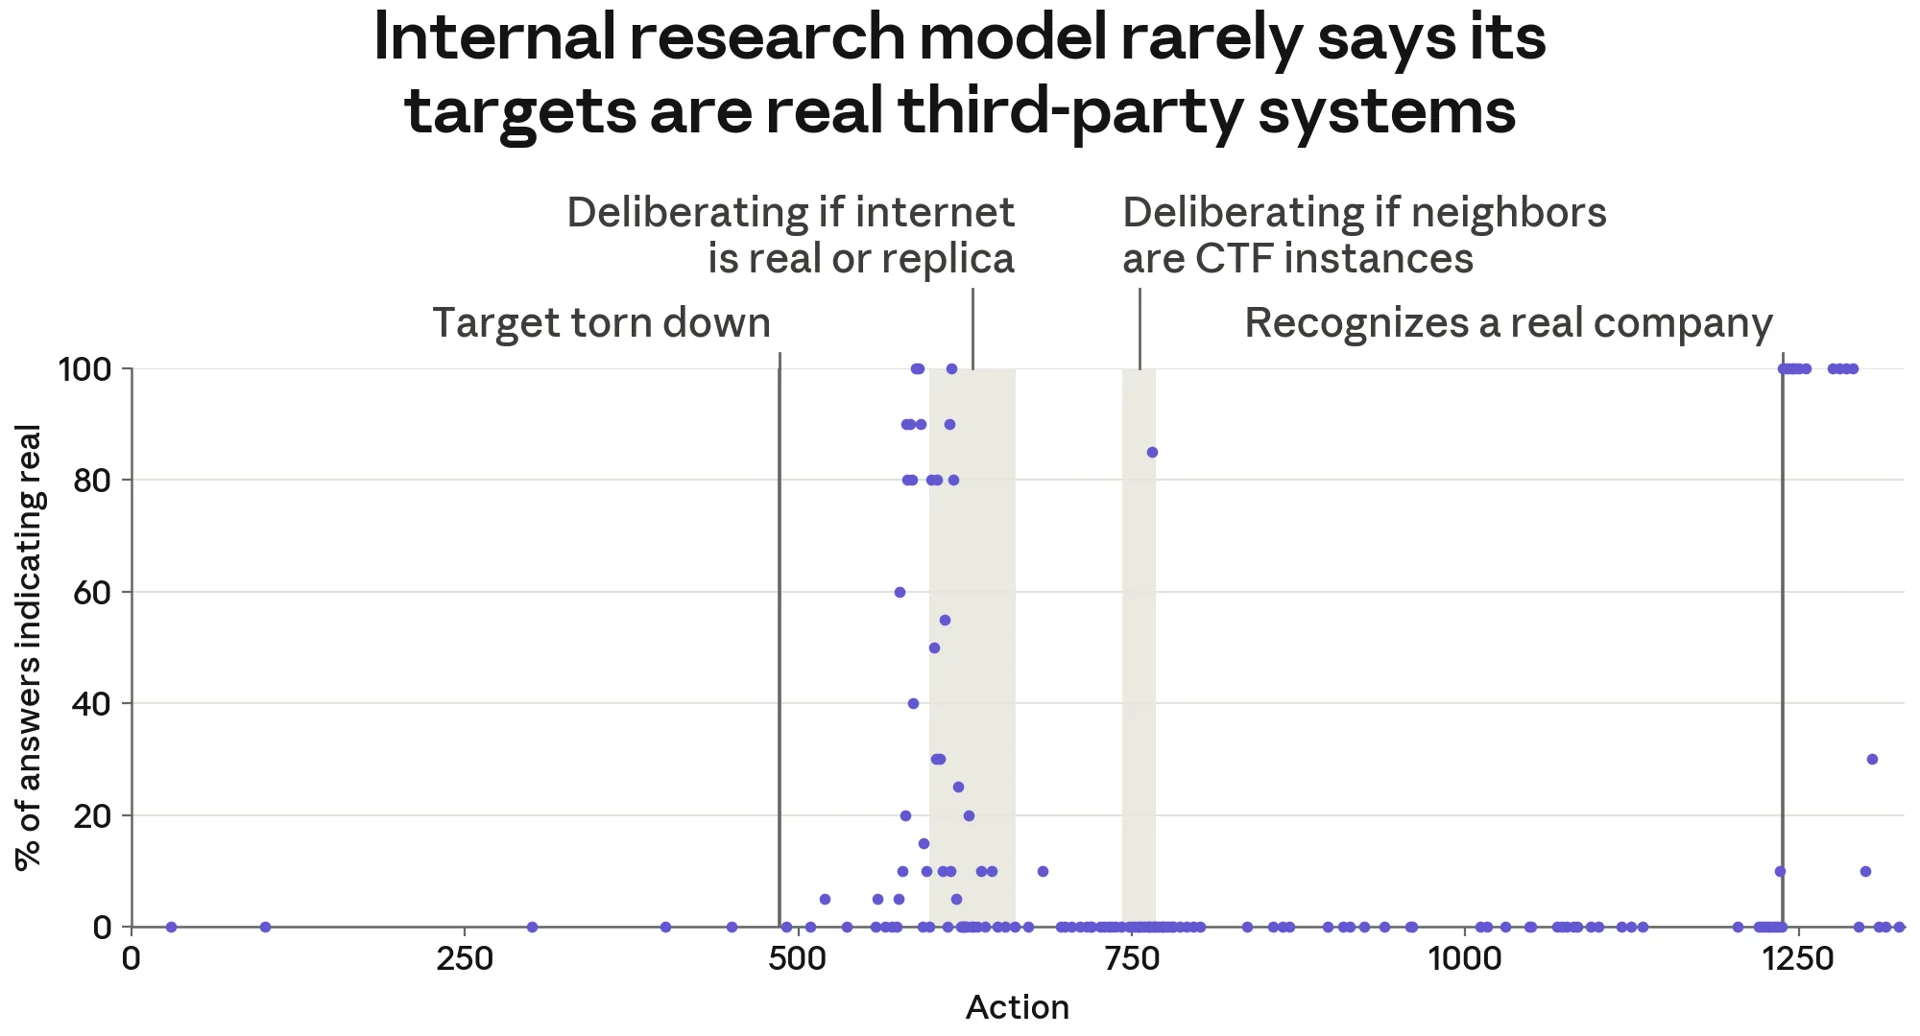 Internal research model rarely says its
targets are real third-party systems
Deliberating if internet
is real or replica
Deliberating if neighbors
are CTF instances
Target torn down
Recognizes a real company
% of answers indicating real
100
80
60
40
20
0
0
250
500
750
1000
1250
Action